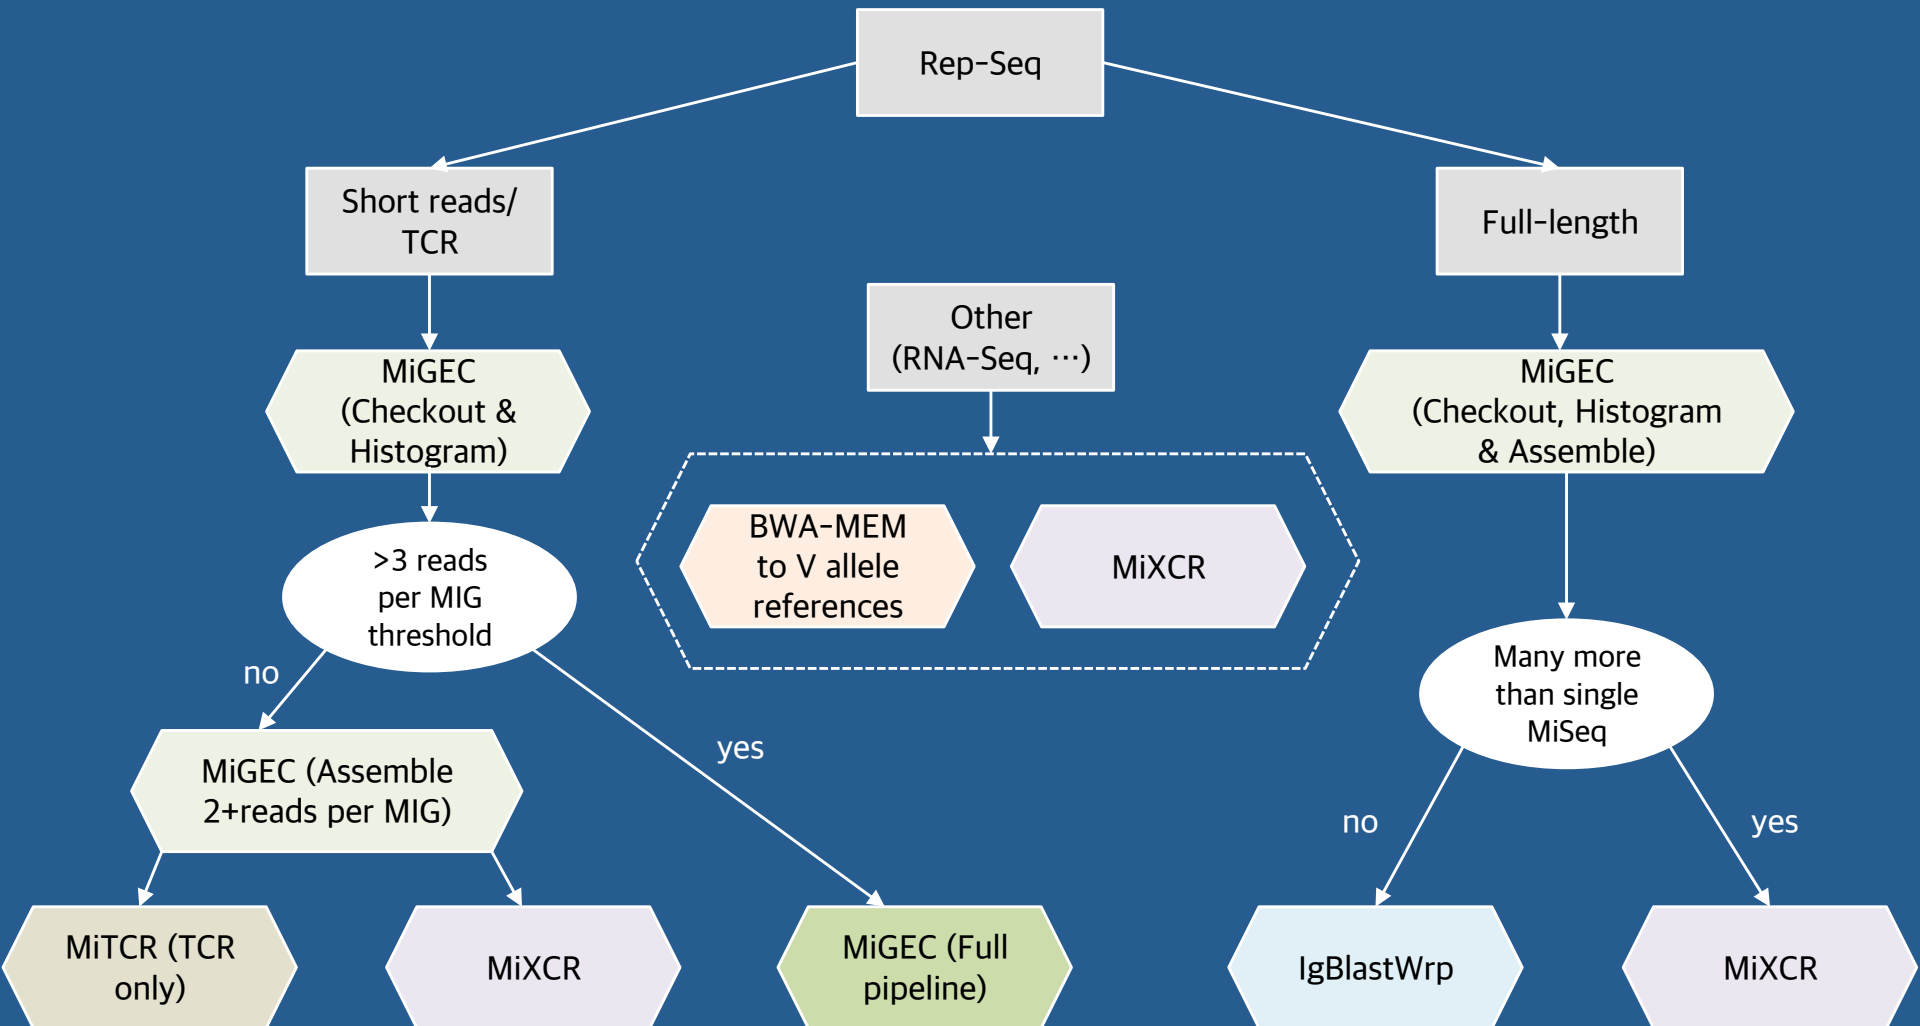 Rep-Seq
Short reads/
TCR
Full-length
Other
(RNA-Seq, ⋯)
MiGEC
(Checkout &
Histogram)
MiGEC
(Checkout, Histogram
& Assemble)
BWA-MEM
to V allele
references
MiXCR
>3 reads
per MIG
threshold
Many more
than single
MiSeq
no
yes
no
yes
MiGEC (Assemble
2+reads per MIG)
MiTCR (TCR
only)
MiXCR
MiGEC (Full
pipeline)
IgBlastWrp
MiXCR